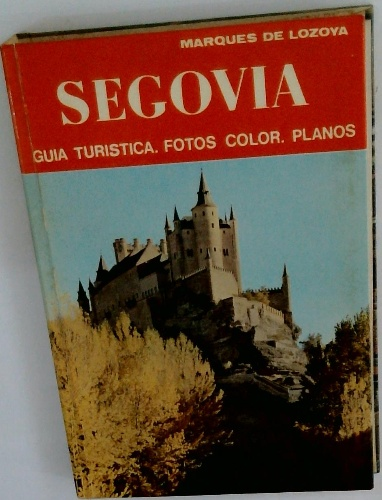 MARQUES DE LOZOYA
SEGOVIA
GUIA TURISTICA. FOTOS COLOR. PLANOS